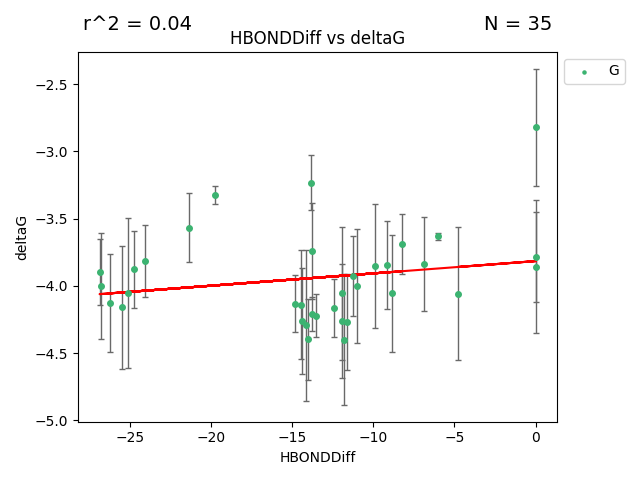 r^2 = 0.04
N = 35
HBONDDiff vs deltaG
G
−2.5
−3.0
−3.5
−4.0
−4.5
−5.0
deltaG
−25
−20
−15
−10
−5
0
HBONDDiff